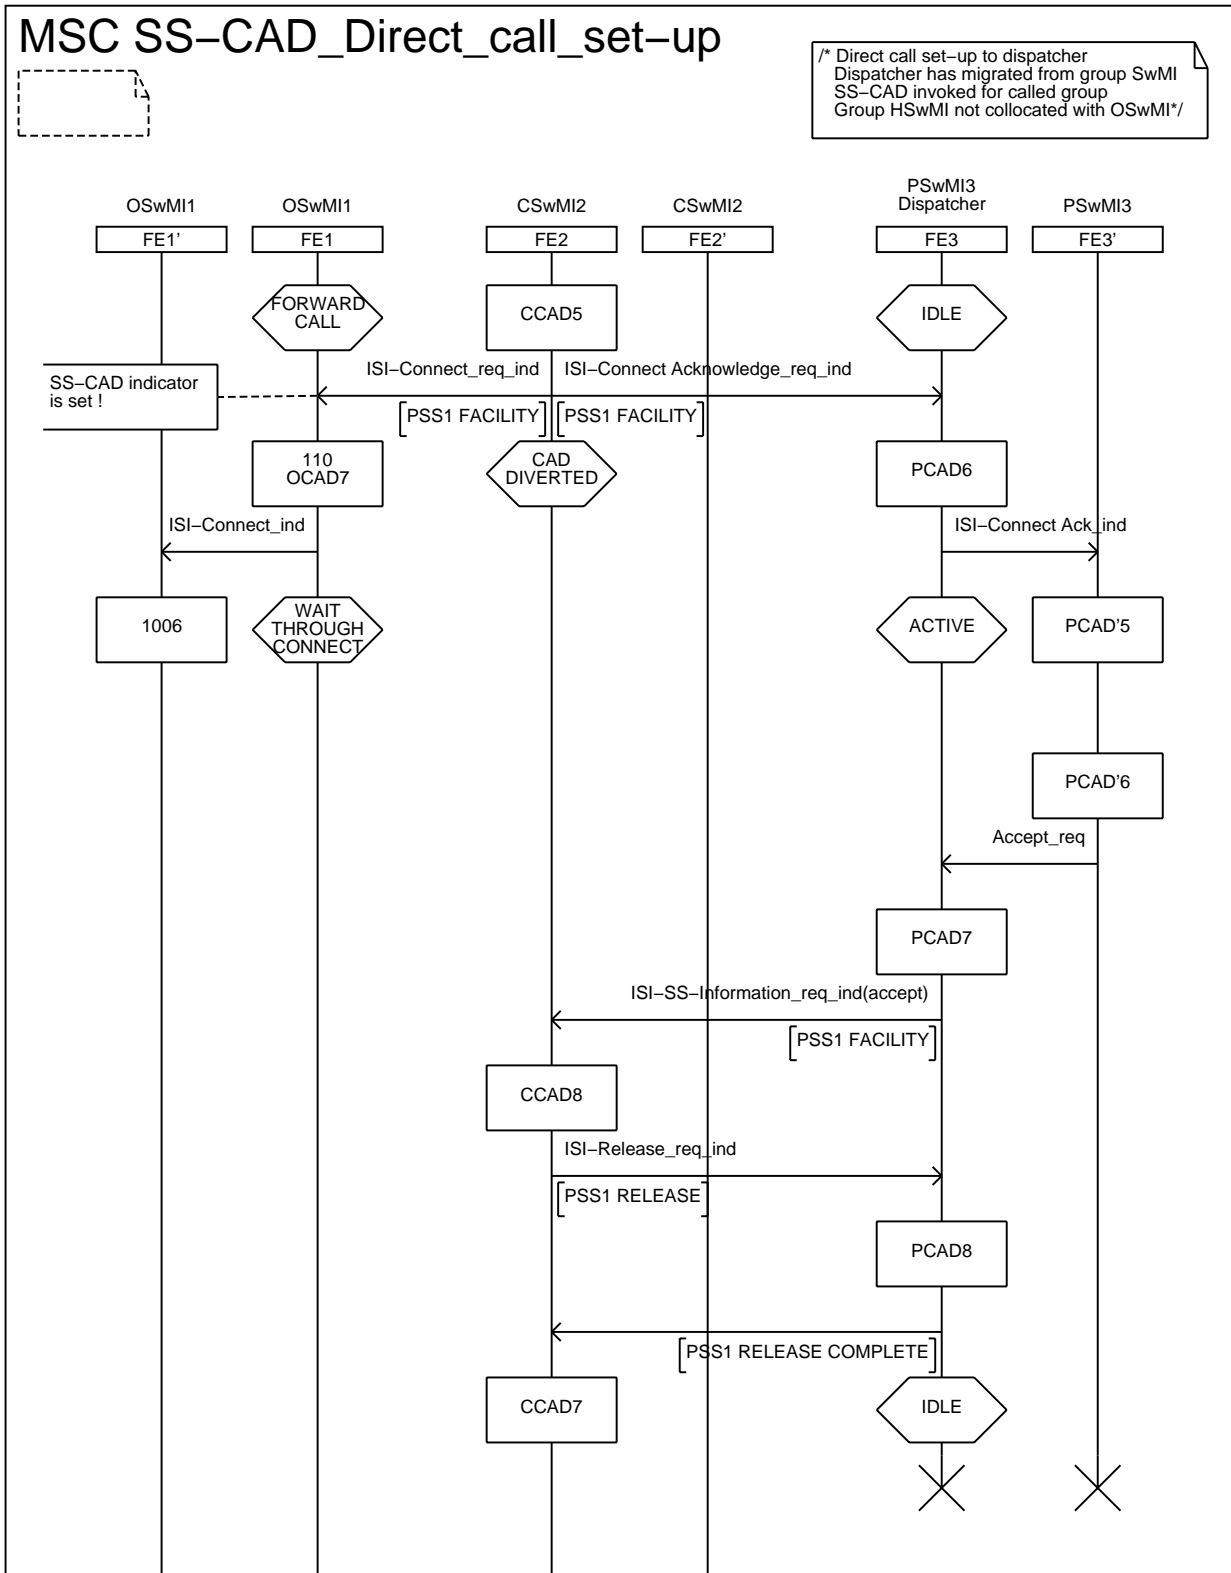 MSC SS−CAD_Direct_call_set−up
/* Direct call set−up to dispatcher
Dispatcher has migrated from group SwMI
SS−CAD invoked for called group
Group HSwMI not collocated with OSwMI*/
OSwMI1
OSwMI1
CSwMI2
CSwMI2
PSwMI3
Dispatcher
PSwMI3
FE1'
FE1
FE2
FE2'
FE3
FE3'
FORWARD
CALL
CCAD5
IDLE
SS−CAD indicator
is set !
ISI−Connect_req_ind
ISI−Connect Acknowledge_req_ind
PSS1 FACILITY
PSS1 FACILITY
110
OCAD7
CAD
DIVERTED
PCAD6
ISI−Connect_ind
ISI−Connect Ack_ind
1006
WAIT
THROUGH
CONNECT
ACTIVE
PCAD'5
PCAD'6
Accept_req
PCAD7
ISI−SS−Information_req_ind(accept)
PSS1 FACILITY
CCAD8
ISI−Release_req_ind
PSS1 RELEASE
PCAD8
PSS1 RELEASE COMPLETE
CCAD7
IDLE